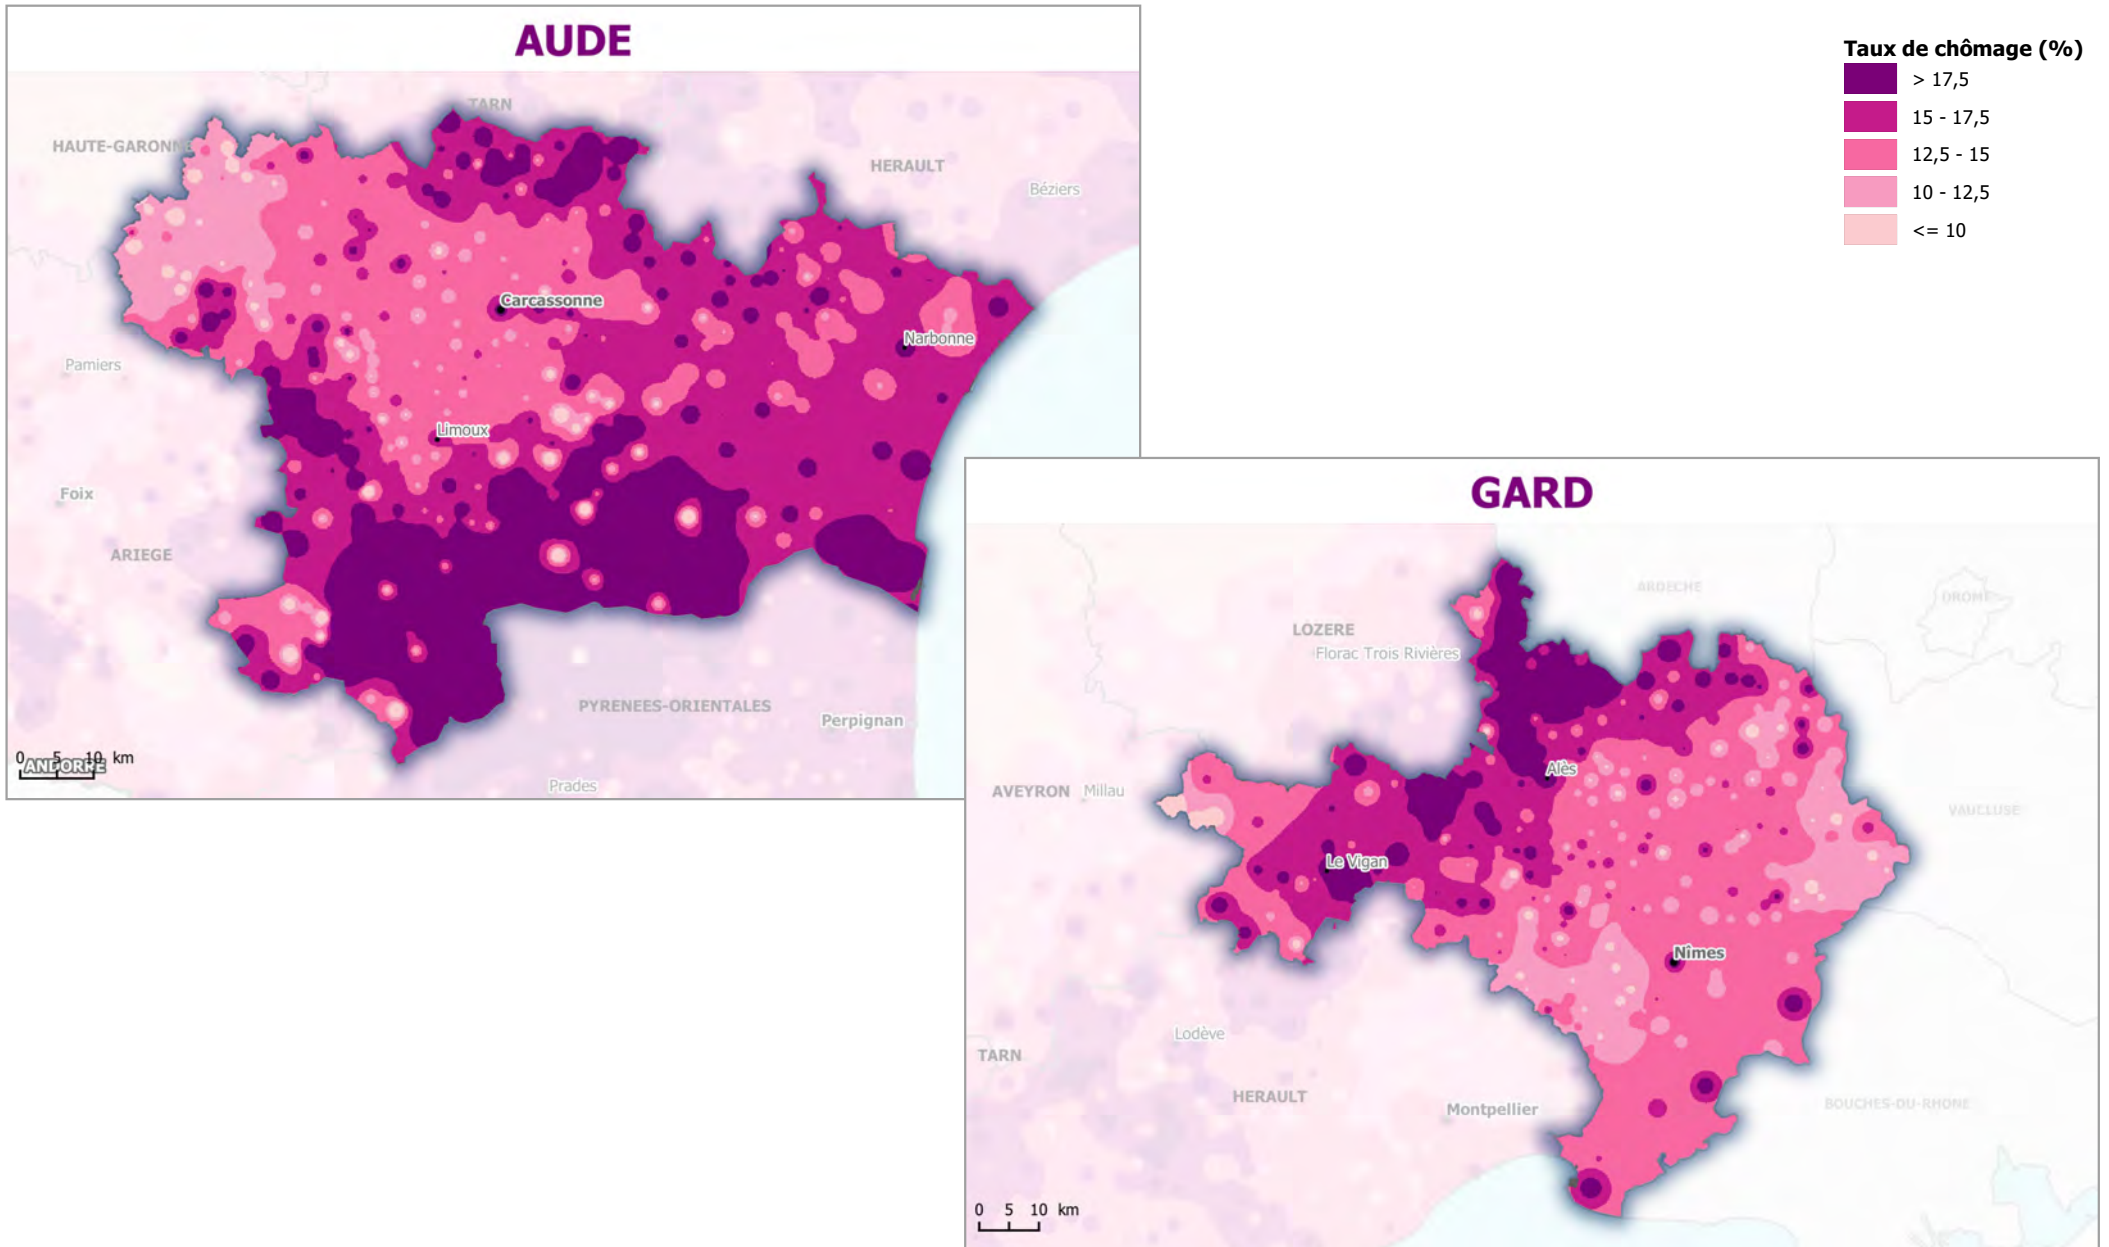 AUDE
Taux de chômage (%)
> 17,5
15 - 17,5
12,5 - 15
10 - 12,5
<= 10
TARN
HAUTE-GARONNE
HERAULT
Béziers
Carcassonne
Narbonne
Pamiers
Limoux
Foix
ARIEGE
PYRENEES-ORIENTALES
Perpignan
0 5 10 km
ANDORRE
Prades
GARD
ARDECHE
DROME
LOZERE
Florac Trois Rivières
Alès
AVEYRON
Millau
VAUCLUSE
Le Vigan
Nîmes
Lodève
TARN
HERAULT
Montpellier
BOUCHES-DU-RHONE
0 5 10 km